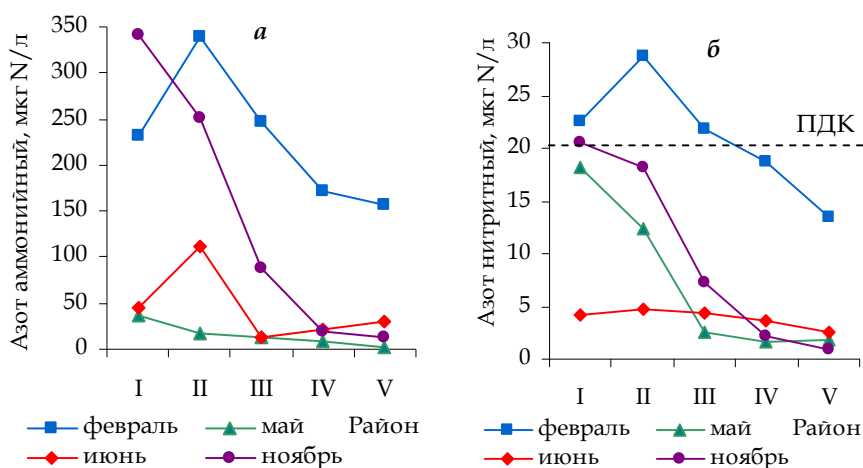 а
Азот аммонийный, мкг N/л
350
300
250
200
150
100
50
0
I II III IV V
Район
февраль май
июнь ноябрь
б
Азот нитритный, мкг N/л
30
25
20
15
10
5
0
ПДК
I II III IV V
Район
февраль май
июнь ноябрь